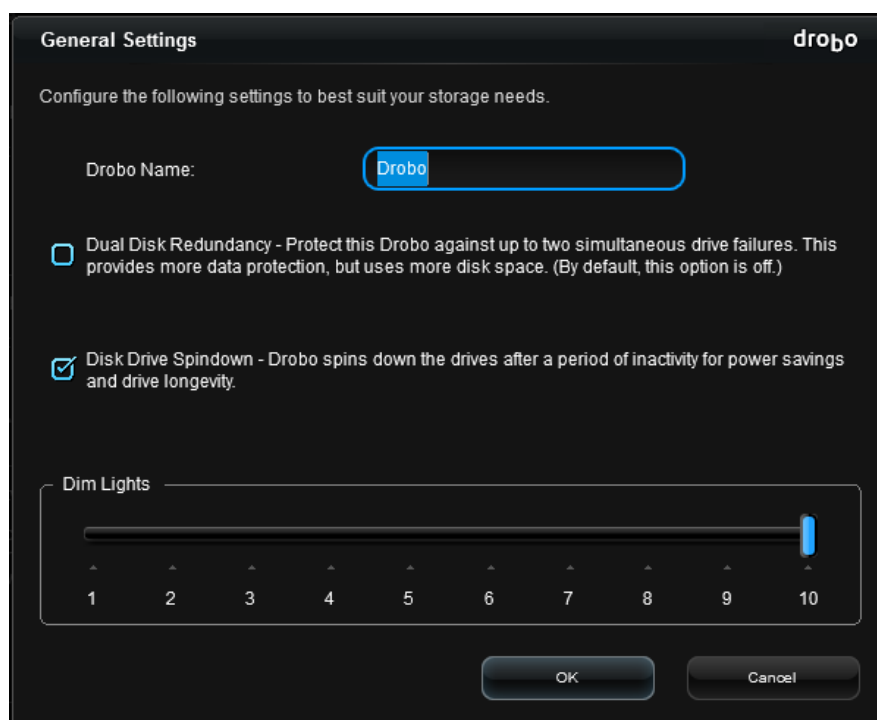 General Settings
drobo
Configure the following settings to best suit your storage needs.
Drobo Name:
Drobo
Dual Disk Redundancy - Protect this Drobo against up to two simultaneous drive failures. This
provides more data protection, but uses more disk space. (By default, this option is off.)
Disk Drive Spindown - Drobo spins down the drives after a period of inactivity for power savings
and drive longevity.
Dim Lights
1 2 3 4 5 6 7 8 9 10
OK
Cancel